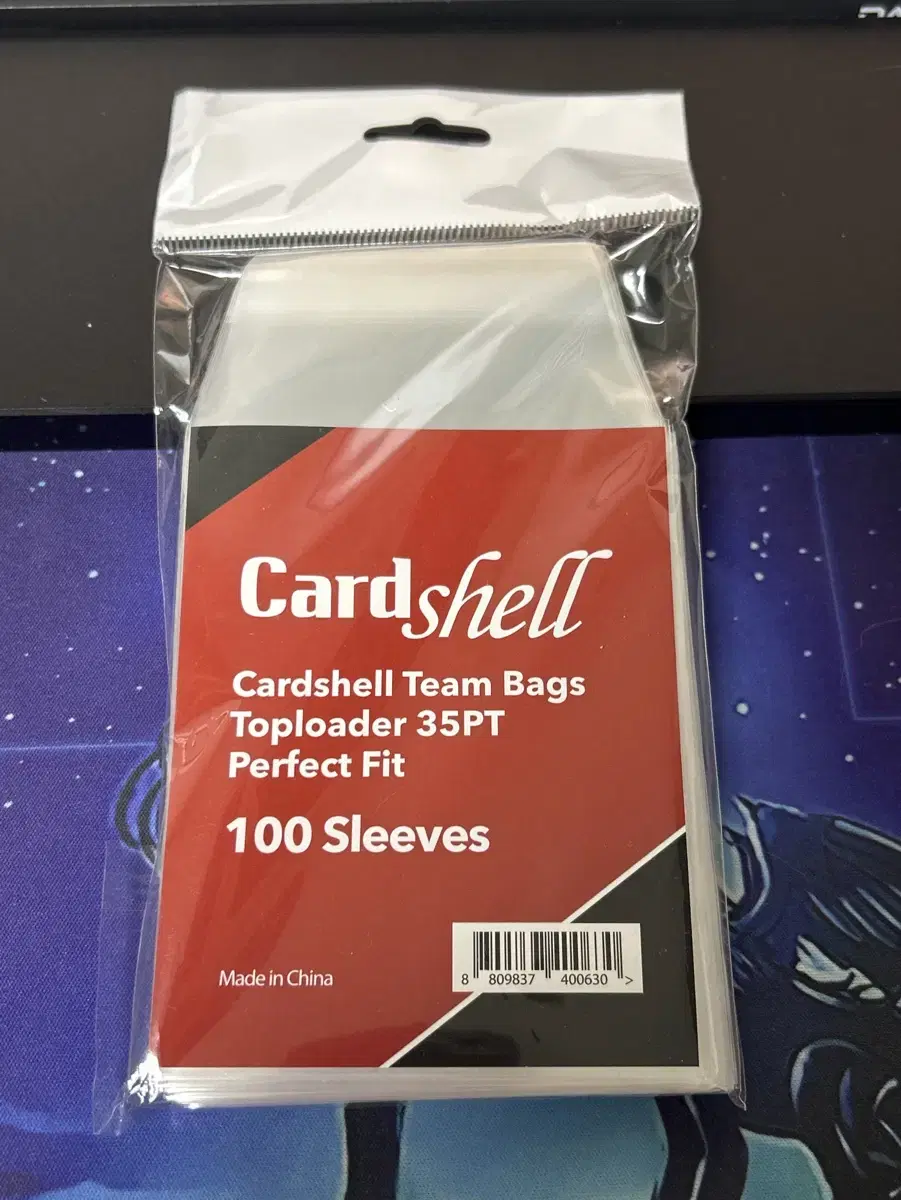 Cardshell
Cardshell Team Bags
Toploader 35PT
Perfect Fit
100 Sleeves
Made in China
8 809837 400630 >